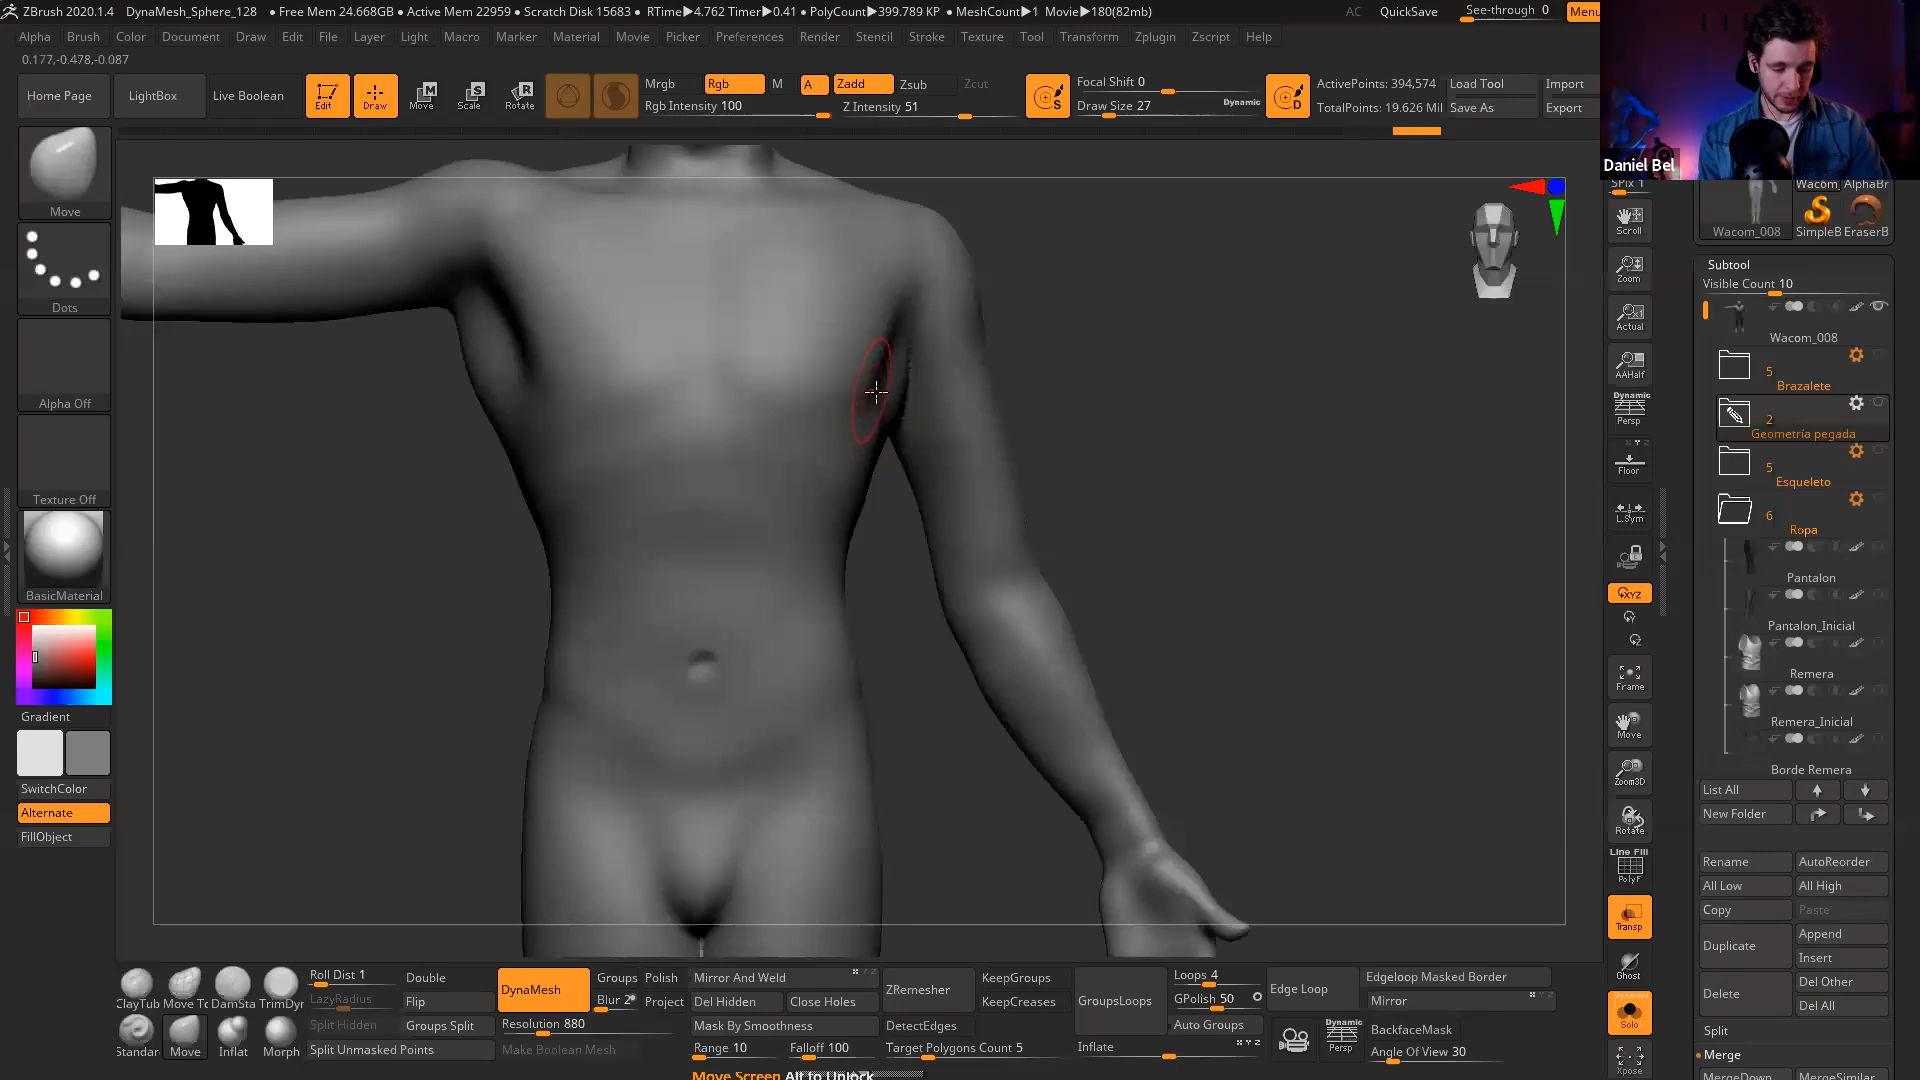 ZBrush 2020.1.4 DynaMesh_Sphere_128 • Free Mem 24.668GB • Active Mem 22959 • Scratch Disk 15683 • RTime▶4.762 Timer▶0.41 • PolyCount▶399.789 KP • MeshCount▶1 Movie▶180(82mb) AC QuickSave See-through 0 Menu
Alpha Brush Color Document Draw Edit File Layer Light Macro Marker Material Movie Picker Preferences Render Stencil Stroke Texture Tool Transform Zplugin Zscript Help
0.177,-0.478,-0.087
Home Page LightBox Live Boolean Edit Draw Move Scale Rotate
Mrgb Rgb M A Zadd Zsub Zcut
Rgb Intensity 100 Z Intensity 51
Focal Shift 0
Draw Size 27 Dynamic
ActivePoints: 394,574
TotalPoints: 19.626 Mil
Load Tool Import
Save As Export
Daniel Bel
Move
Dots
Alpha Off
Texture Off
BasicMaterial
Gradient
SwitchColor
Alternate
FillObject
SPix 1
Scroll
Zoom
Actual
AAHalf
Dynamic
Persp
Floor
L.Sym
XYZ
Frame
Move
Zoom3D
Rotate
Line Fill
PolyF
Transp
Ghost
Solo
Xpose
Wacom_ AlphaBr
Wacom_008 SimpleB EraserB
Subtool
Visible Count 10
Wacom_008
5
Brazalete
2
Geometría pegada
5
Esqueleto
6
Ropa
Pantalon
Pantalon_Inicial
Remera
Remera_Inicial
Borde Remera
List All
New Folder
Rename AutoReorder
All Low All High
Copy Paste
Duplicate Append
Insert
Delete Del Other
Del All
Split
Merge
MergeDown MergeSimilar
ClayTub Move To DamSta TrimDyn
Standar Move Inflat Morph
Roll Dist 1 Double
LazyRadius Flip
Split Hidden Groups Split
Split Unmasked Points
DynaMesh Groups Polish
Blur 2 Project
Resolution 880
Make Boolean Mesh
Mirror And Weld
Del Hidden Close Holes
Mask By Smoothness
Range 10 Falloff 100
ZRemesher KeepGroups
KeepCreases
DetectEdges
Target Polygons Count 5
GroupsLoops Loops 4
GPolish 50
Auto Groups
Inflate
Edge Loop Edgeloop Masked Border
Mirror
Dynamic
Persp
BackfaceMask
Angle Of View 30
Move Screen Alt to Unlock